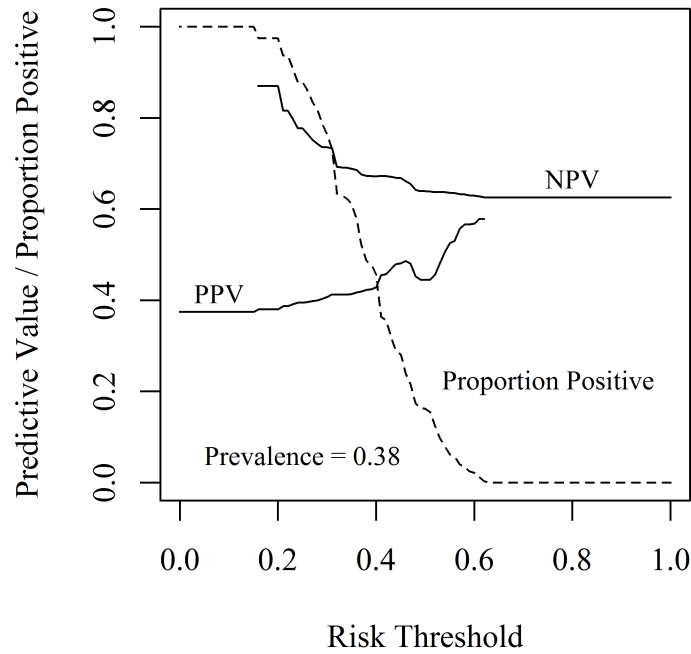 Predictive Value / Proportion Positive
1.0
0.8
0.6
0.4
0.2
0.0
NPV
PPV
Proportion Positive
Prevalence = 0.38
0.0 0.2 0.4 0.6 0.8 1.0
Risk Threshold